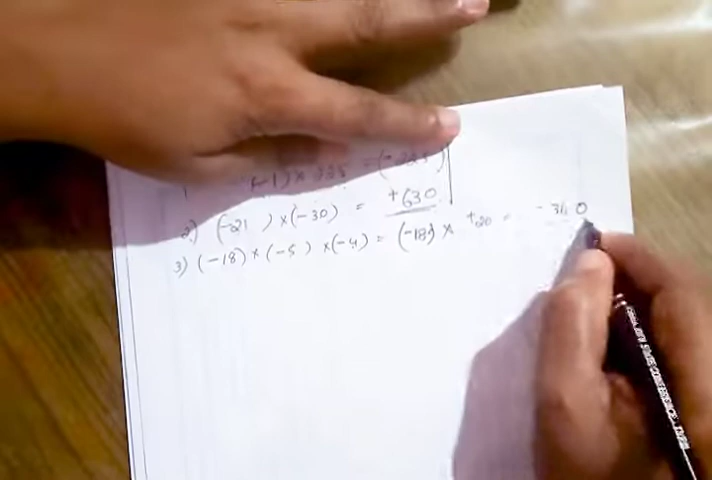 (-1) × 225 = (-225)
2.) (-21 ) ×(-30) = +630
3) (-18) × (-5 ) ×(-4) = (-18) × +20 = - 360